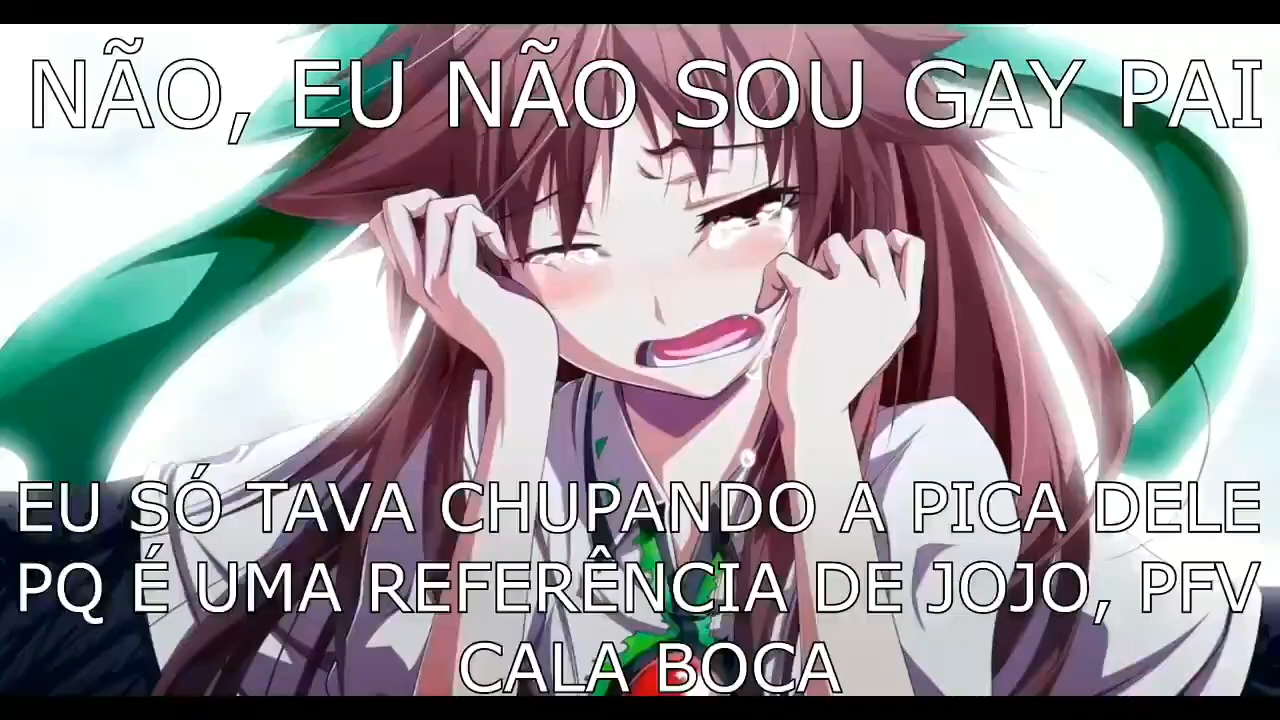 NÃO, EU NÃO SOU GAY PAI
EU SÓ TAVA CHUPANDO A PICA DELE
PQ É UMA REFERÊNCIA DE JOJO, PFV
CALA BOCA